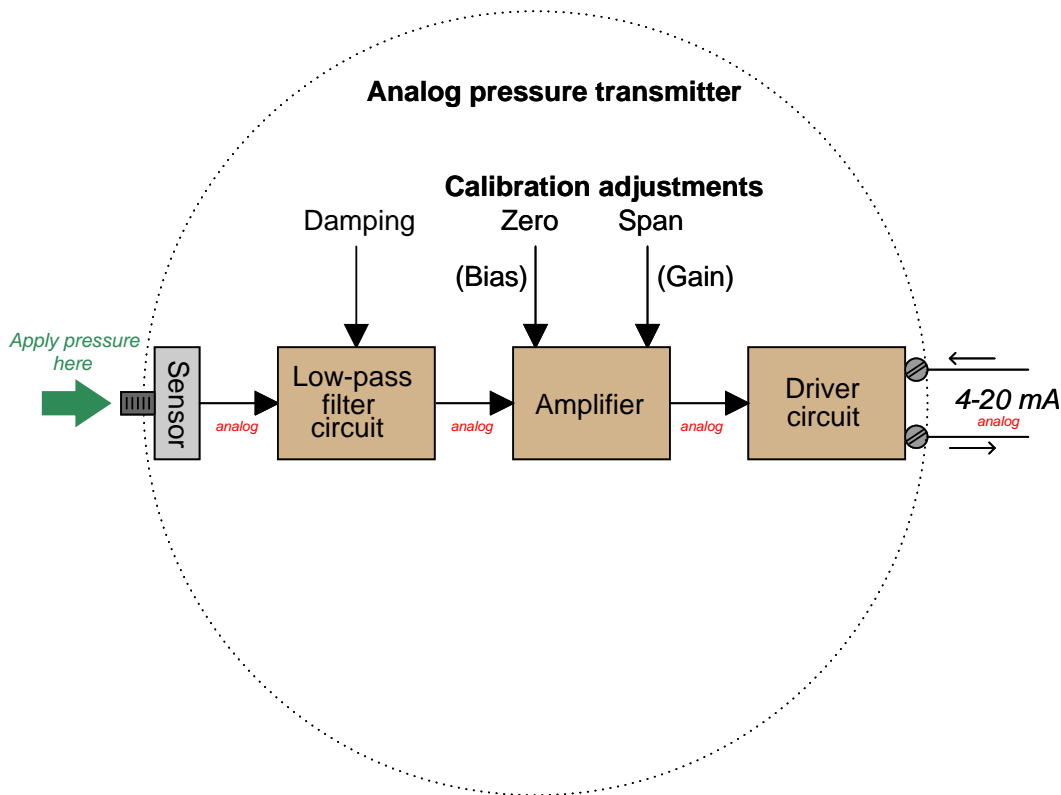 Analog pressure transmitter
Calibration adjustments
Damping
Zero
Span
(Bias)
(Gain)
Apply pressure
here
Sensor
analog
Low-pass
filter
circuit
analog
Amplifier
analog
Driver
circuit
4-20 mA
analog